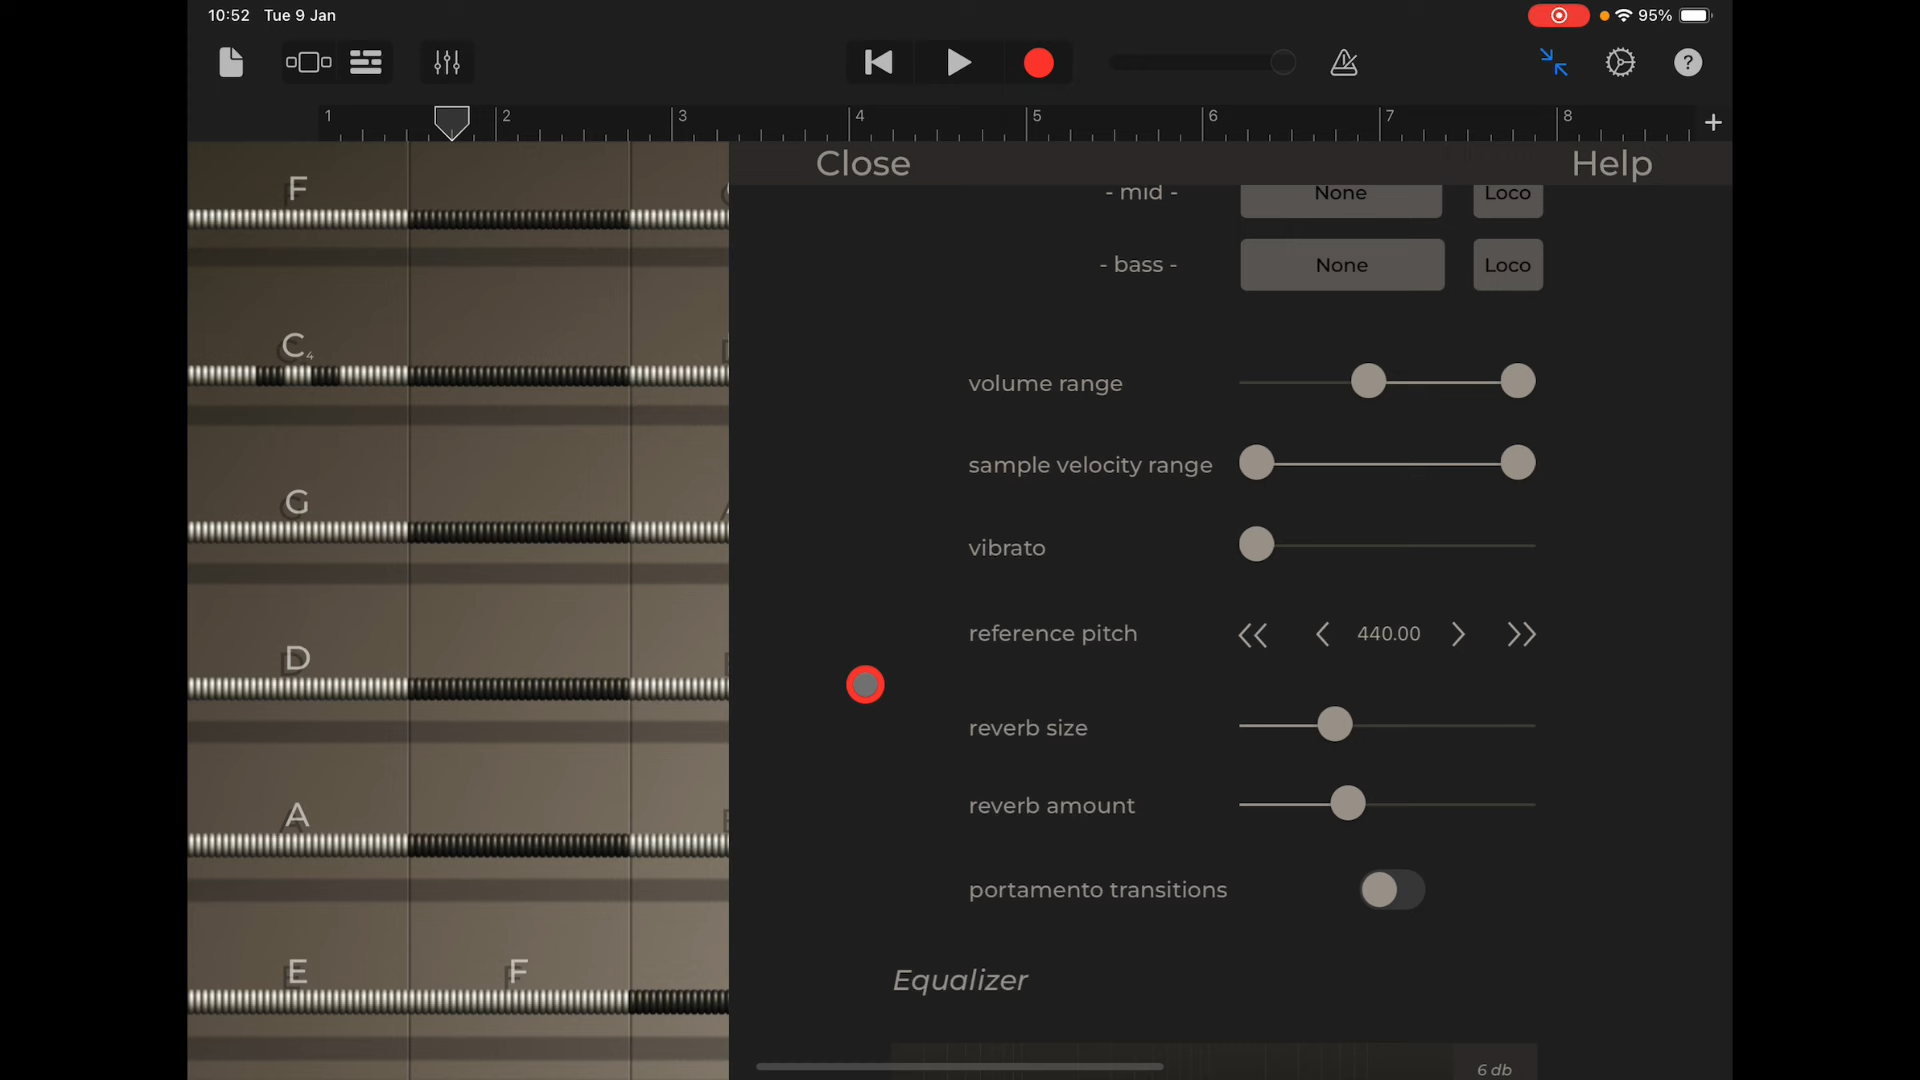 10:52 Tue 9 Jan 95%
?
1 2 3 4 5 6 7 8 +
Close Help
- mid - None Loco
- bass - None Loco
volume range
sample velocity range
vibrato
reference pitch 440.00
reverb size
reverb amount
portamento transitions
Equalizer
6 db
F
C4
G
D
A
E F